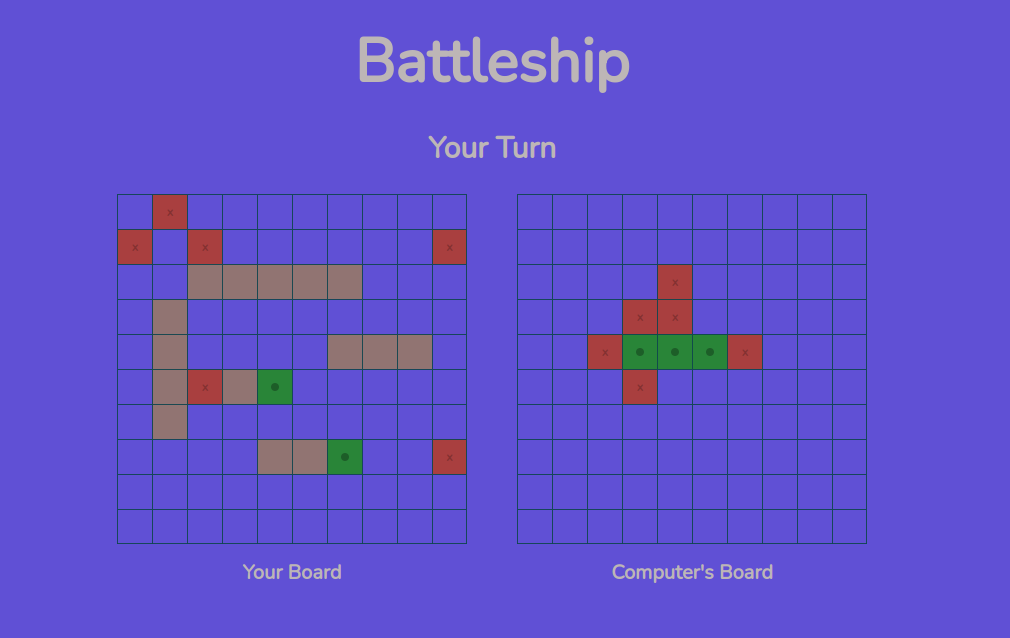 Battleship
Your Turn
x
x x x
x
x x
x x
x
x x
Your Board Computer's Board